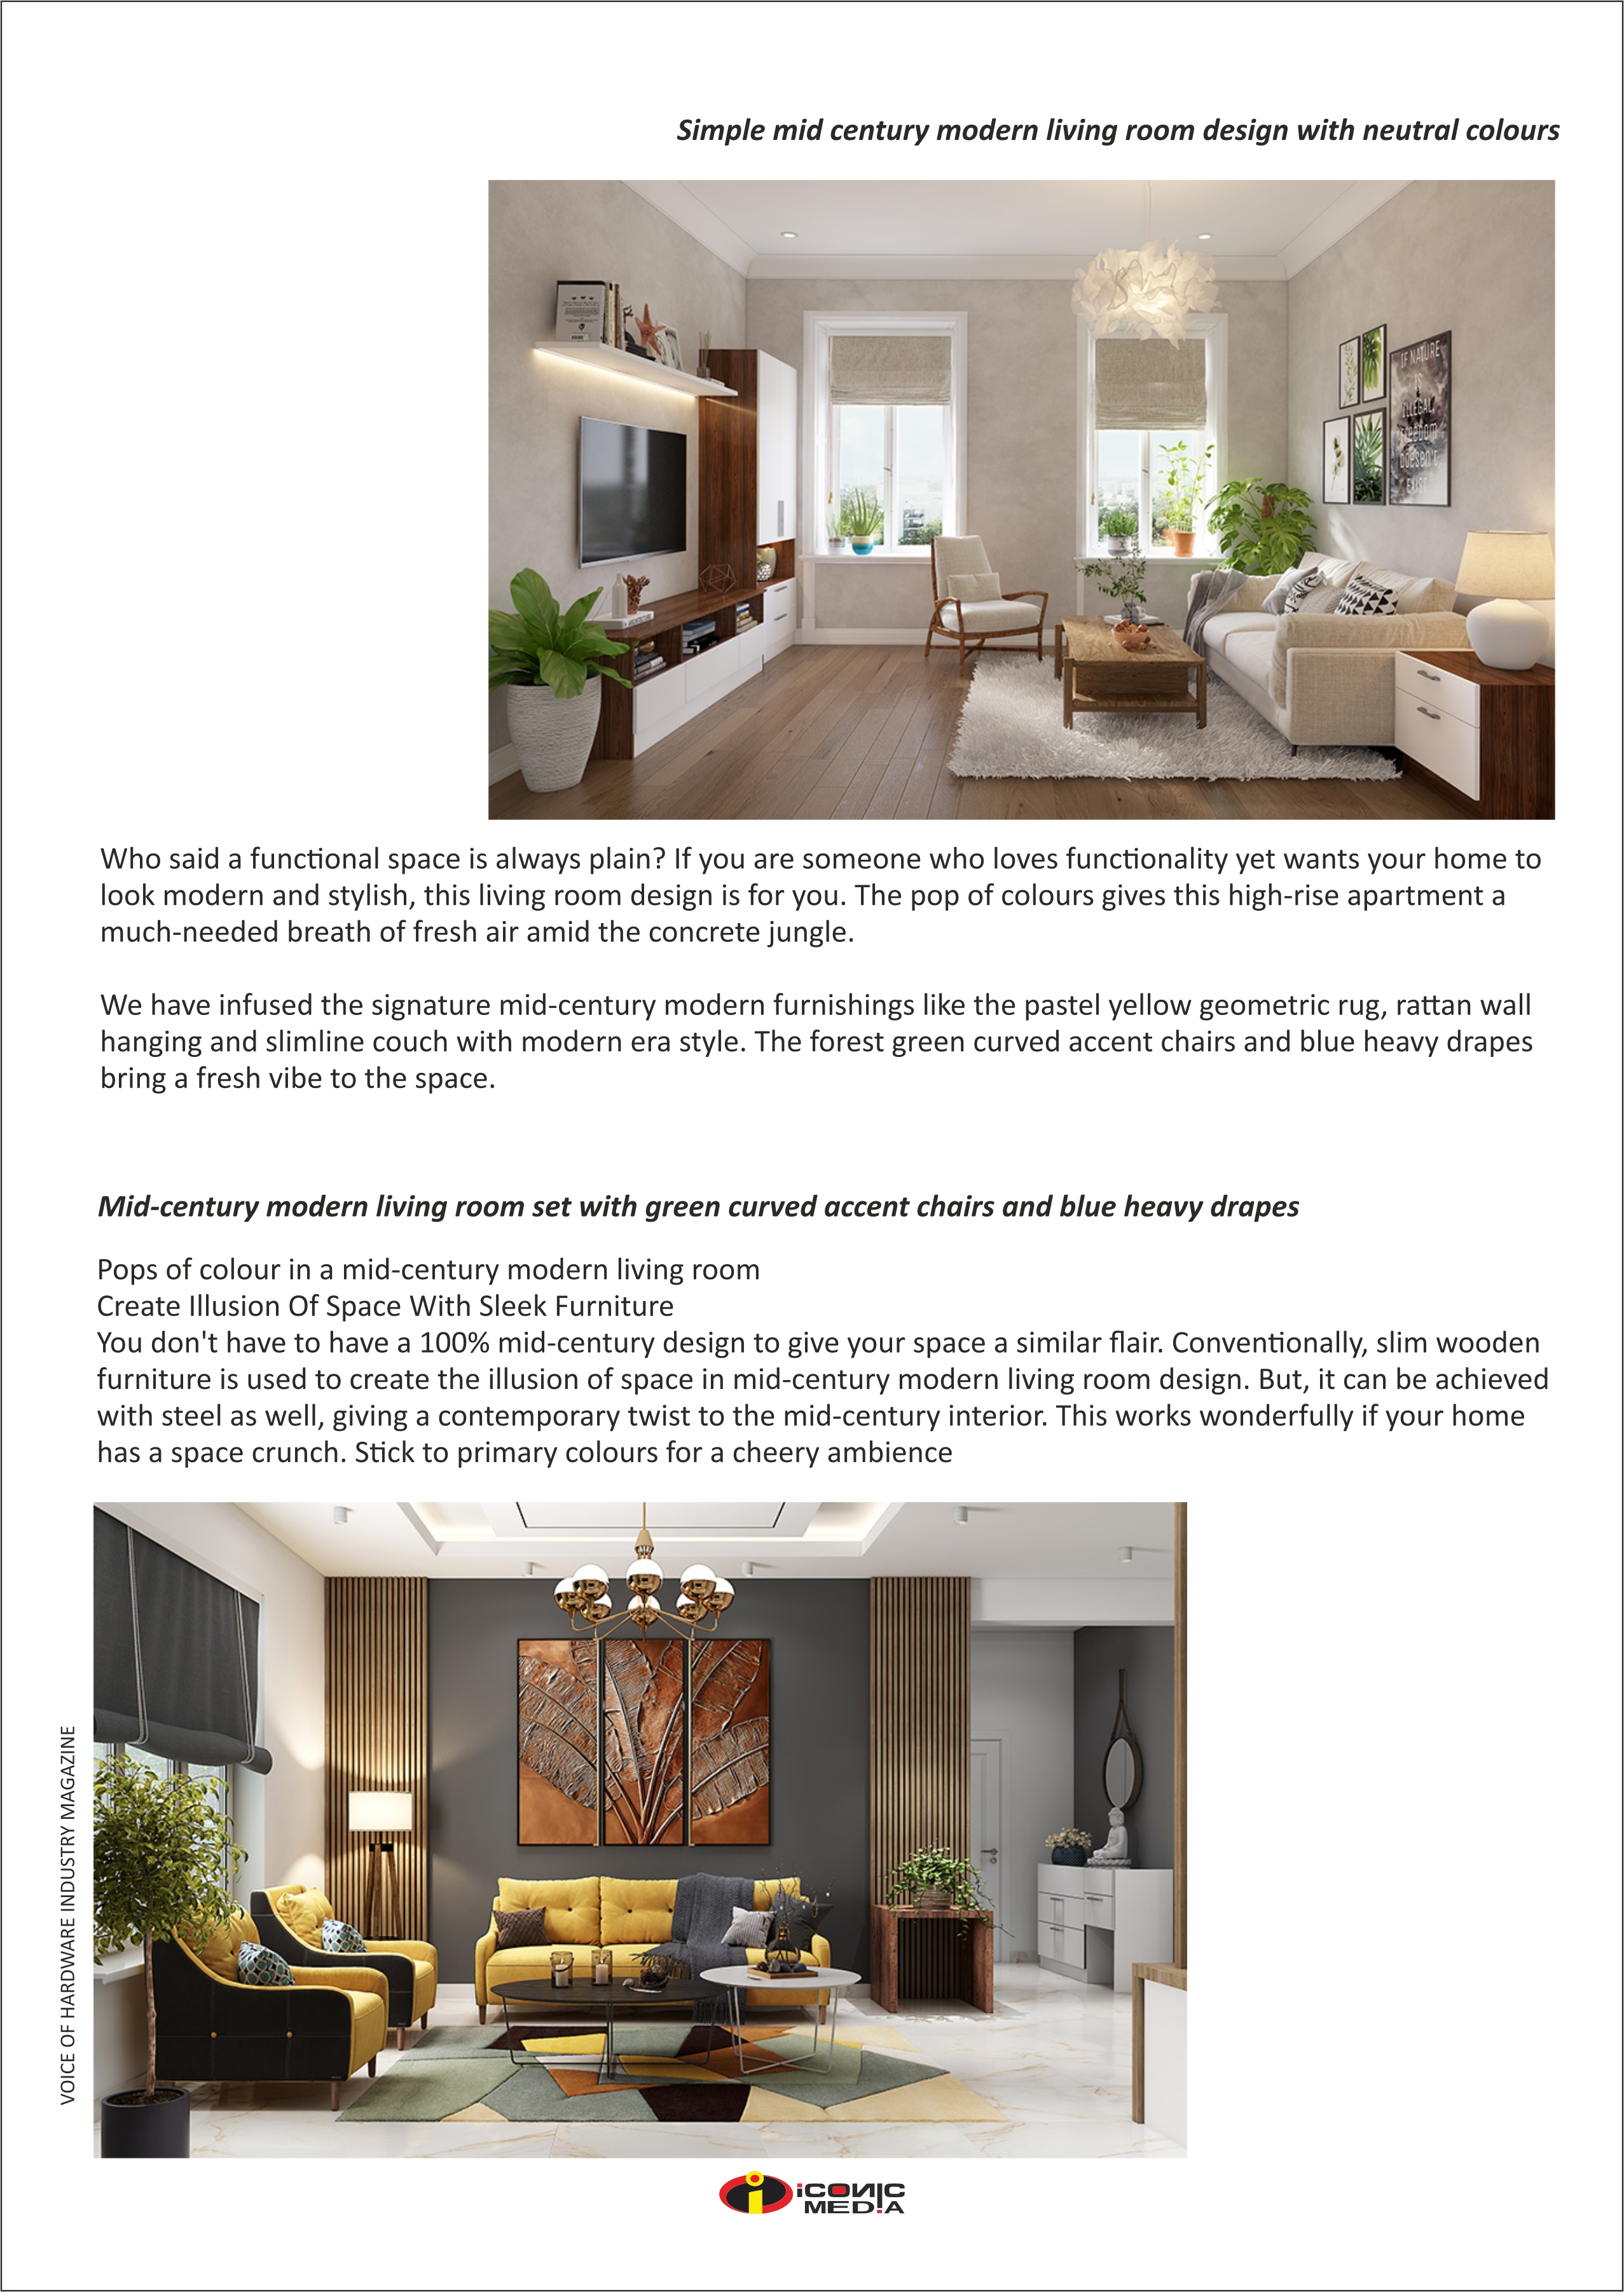 Simple mid century modern living room design with neutral colours
IF NATURE
IS
ILLEGAL
FREEDOM
DOESEN'T
EXIST
Who said a functional space is always plain? If you are someone who loves functionality yet wants your home to
look modern and stylish, this living room design is for you. The pop of colours gives this high-rise apartment a
much-needed breath of fresh air amid the concrete jungle.
We have infused the signature mid-century modern furnishings like the pastel yellow geometric rug, rattan wall
hanging and slimline couch with modern era style. The forest green curved accent chairs and blue heavy drapes
bring a fresh vibe to the space.
Mid-century modern living room set with green curved accent chairs and blue heavy drapes
Pops of colour in a mid-century modern living room
Create Illusion Of Space With Sleek Furniture
You don't have to have a 100% mid-century design to give your space a similar flair. Conventionally, slim wooden
furniture is used to create the illusion of space in mid-century modern living room design. But, it can be achieved
with steel as well, giving a contemporary twist to the mid-century interior. This works wonderfully if your home
has a space crunch. Stick to primary colours for a cheery ambience
VOICE OF HARDWARE INDUSTRY MAGAZINE
iCONIC
MEDiA